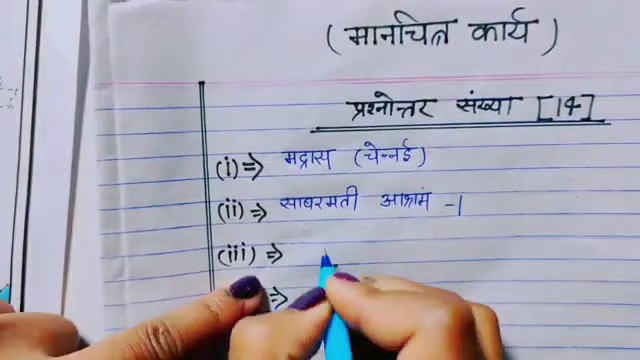 (मानचित्र कार्य)
प्रश्नोत्तर संख्या [14]
(i) ⇒ मद्रास (चेन्नई)
(ii) ⇒ साबरमती आश्रम -1
(iii) ⇒
⇒